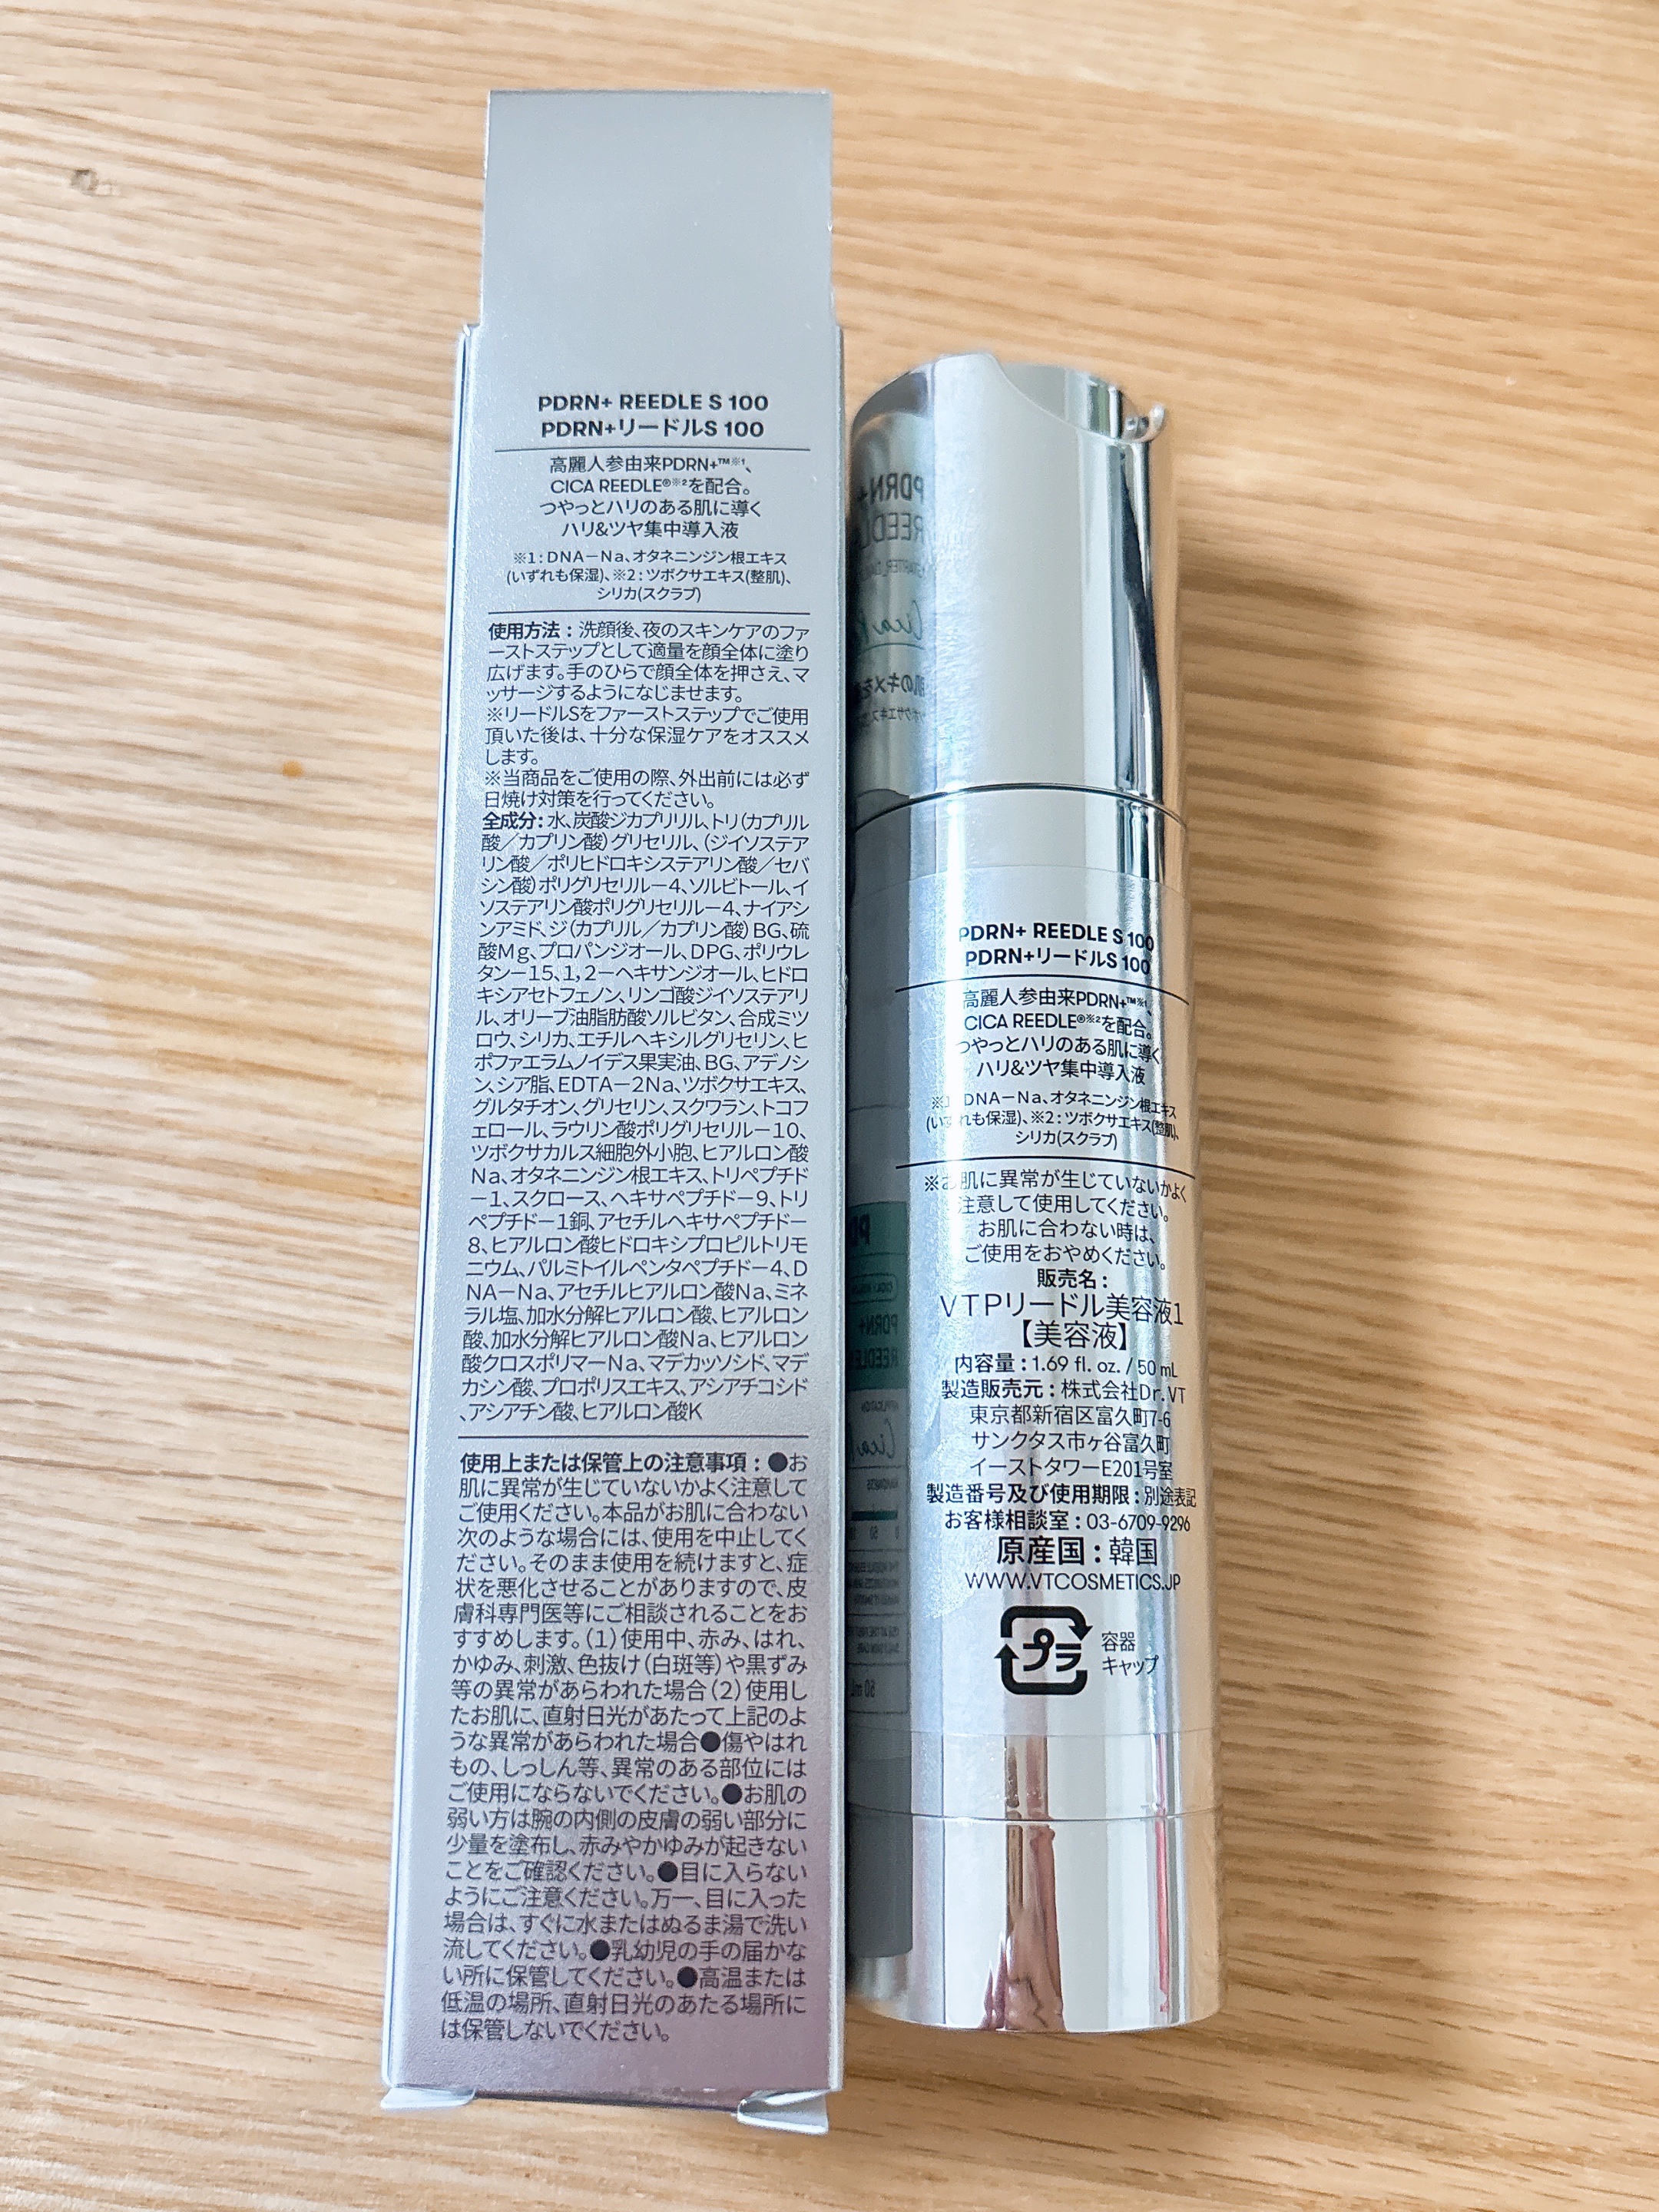 PDRN+ REEDLE S 100
PDRN+リードルS 100
高麗人参由来PDRN+™※1、
CICA REEDLE®※2を配合。
つやっとハリのある肌に導く
ハリ&ツヤ集中導入液
※1：DNA－Na、オタネニンジン根エキス
(いずれも保湿)、※2：ツボクサエキス(整肌)、
シリカ(スクラブ)
使用方法：洗顔後、夜のスキンケアのファ
ーストステップとして適量を顔全体に塗り
広げます。手のひらで顔全体を押さえ、マ
ッサージするようになじませます。
※リードルSをファーストステップでご使用
頂いた後は、十分な保湿ケアをオススメ
します。
※当商品をご使用の際、外出前には必ず
日焼け対策を行ってください。
全成分：水、炭酸ジカプリリル、トリ（カプリル
酸／カプリン酸）グリセリル、（ジイソステア
リン酸／ポリヒドロキシステアリン酸／セバ
シン酸）ポリグリセリル－4、ソルビトール、イ
ソステアリン酸ポリグリセリル－4、ナイアシ
ンアミド、ジ（カプリル／カプリン酸）BG、硫
酸Mg、プロパンジオール、DPG、ポリウレ
タン－15、1，2－ヘキサンジオール、ヒドロ
キシアセトフェノン、リンゴ酸ジイソステアリ
ル、オリーブ油脂肪酸ソルビタン、合成ミツ
ロウ、シリカ、エチルヘキシルグリセリン、ヒ
ポファエラムノイデス果実油、BG、アデノシ
ン、シア脂、EDTA－2Na、ツボクサエキス、
グルタチオン、グリセリン、スクワラン、トコフ
ェロール、ラウリン酸ポリグリセリル－10、
ツボクサカルス細胞外小胞、ヒアルロン酸
Na、オタネニンジン根エキス、トリペプチド
－1、スクロース、ヘキサペプチド－9、トリ
ペプチド－1銅、アセチルヘキサペプチド－
8、ヒアルロン酸ヒドロキシプロピルトリモ
ニウム、パルミトイルペンタペプチド－4、D
NA－Na、アセチルヒアルロン酸Na、ミネ
ラル塩、加水分解ヒアルロン酸、ヒアルロン
酸、加水分解ヒアルロン酸Na、ヒアルロン
酸クロスポリマーNa、マデカッソシド、マデ
カシン酸、プロポリスエキス、アシアチコシド
、アシアチン酸、ヒアルロン酸K
使用上または保管上の注意事項：●お
肌に異常が生じていないかよく注意して
ご使用ください。本品がお肌に合わない
次のような場合には、使用を中止してく
ださい。そのまま使用を続けますと、症
状を悪化させることがありますので、皮
膚科専門医等にご相談されることをお
すすめします。（1）使用中、赤み、はれ、
かゆみ、刺激、色抜け（白斑等）や黒ずみ
等の異常があらわれた場合（2）使用し
たお肌に、直射日光があたって上記のよ
うな異常があらわれた場合●傷やはれ
もの、しっしん等、異常のある部位には
ご使用にならないでください。●お肌の
弱い方は腕の内側の皮膚の弱い部分に
少量を塗布し、赤みやかゆみが起きない
ことをご確認ください。●目に入らない
ようにご注意ください。万一、目に入った
場合は、すぐに水またはぬるま湯で洗い
流してください。●乳幼児の手の届かな
い所に保管してください。●高温または
低温の場所、直射日光のあたる場所に
は保管しないでください。
PDRN+ REEDLE S 100
PDRN+リードルS 100
高麗人参由来PDRN+™※1、
CICA REEDLE®※2を配合。
つやっとハリのある肌に導く
ハリ&ツヤ集中導入液
※1 DNA－Na、オタネニンジン根エキス
(いずれも保湿)、※2：ツボクサエキス(整肌)、
シリカ(スクラブ)
※お肌に異常が生じていないかよく
注意して使用してください。
お肌に合わない時は、
ご使用をおやめください。
販売名：
VTPリードル美容液1
【美容液】
内容量：1.69 fl. oz. / 50 mL
製造販売元：株式会社Dr.VT
東京都新宿区富久町7-6
サンクタス市ヶ谷富久町
イーストタワーE201号室
製造番号及び使用期限：別途表記
お客様相談室：03-6709-9296
原産国：韓国
WWW.VTCOSMETICS.JP
プラ
容器
キャップ